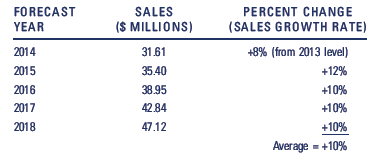 FORECAST YEAR SALES ($ MILLIONS) PERCENT CHANGE (SALES GROWTH RATE)
2014 31.61 +8% (from 2013 level)
2015 35.40 +12%
2016 38.95 +10%
2017 42.84 +10%
2018 47.12 +10%
Average = +10%